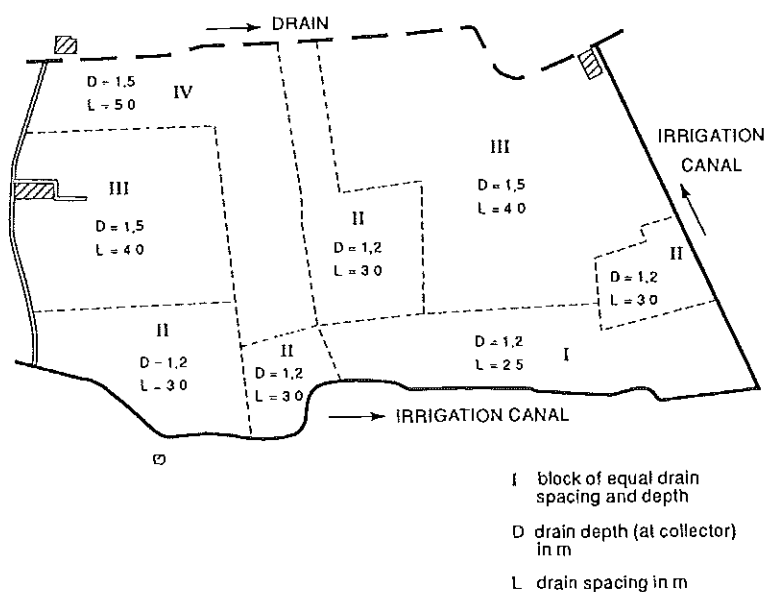 DRAIN
D = 1,5
L = 50
IV
III
D = 1,5
L = 40
III
D = 1,5
L = 40
IRRIGATION
CANAL
II
D = 1,2
L = 30
II
D = 1,2
L = 30
II
D – 1,2
L = 30
II
D = 1,2
L = 30
D = 1,2
L = 25
I
IRRIGATION CANAL
I block of equal drain
spacing and depth
D drain depth (at collector)
in m
L drain spacing in m